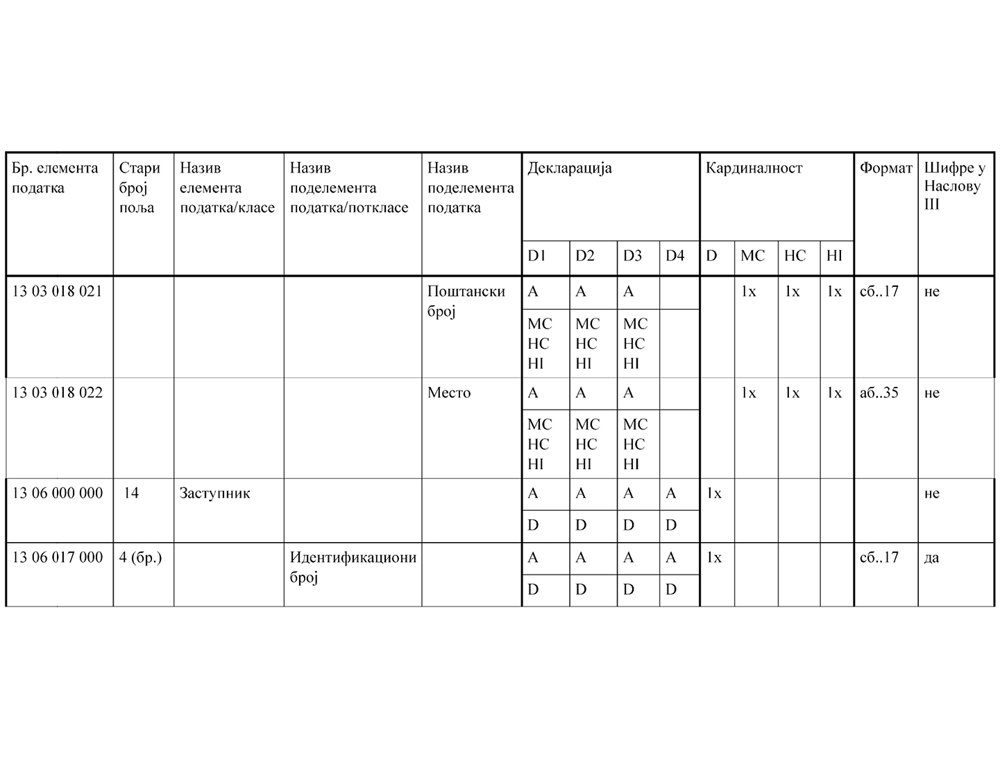 Бр. елемента
податка
Стари
број
поља
Назив
елемента
податка/класе
Назив
поделемента
податка/поткласе
Назив
поделемента
податка
Декларација
Кардиналност
Формат
Шифре у
Наслову
III
D1 D2 D3 D4 D MC HC HI
13 03 018 021
Поштански
број
A A A
1x 1x 1x
сб..17
не
MC MC MC
HC HC HC
HI HI HI
13 03 018 022
Место
A A A
1x 1x 1x
аб..35
не
MC MC MC
HC HC HC
HI HI HI
13 06 000 000
14
Заступник
A A A A
1x
не
D D D D
13 06 017 000
4 (бр.)
Идентификациони
број
A A A A
1x
сб..17
да
D D D D